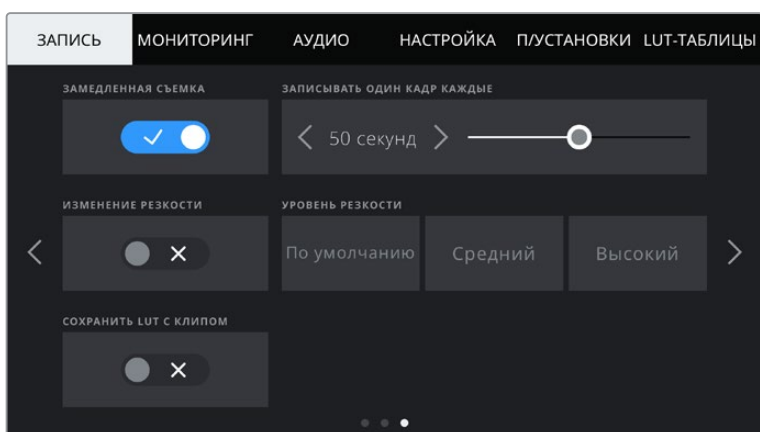 ЗАПИСЬ МОНИТОРИНГ АУДИО НАСТРОЙКА П/УСТАНОВКИ LUT-ТАБЛИЦЫ
ЗАМЕДЛЕННАЯ СЪЕМКА ЗАПИСЫВАТЬ ОДИН КАДР КАЖДЫЕ
50 секунд
ИЗМЕНЕНИЕ РЕЗКОСТИ УРОВЕНЬ РЕЗКОСТИ
По умолчанию Средний Высокий
СОХРАНИТЬ LUT С КЛИПОМ